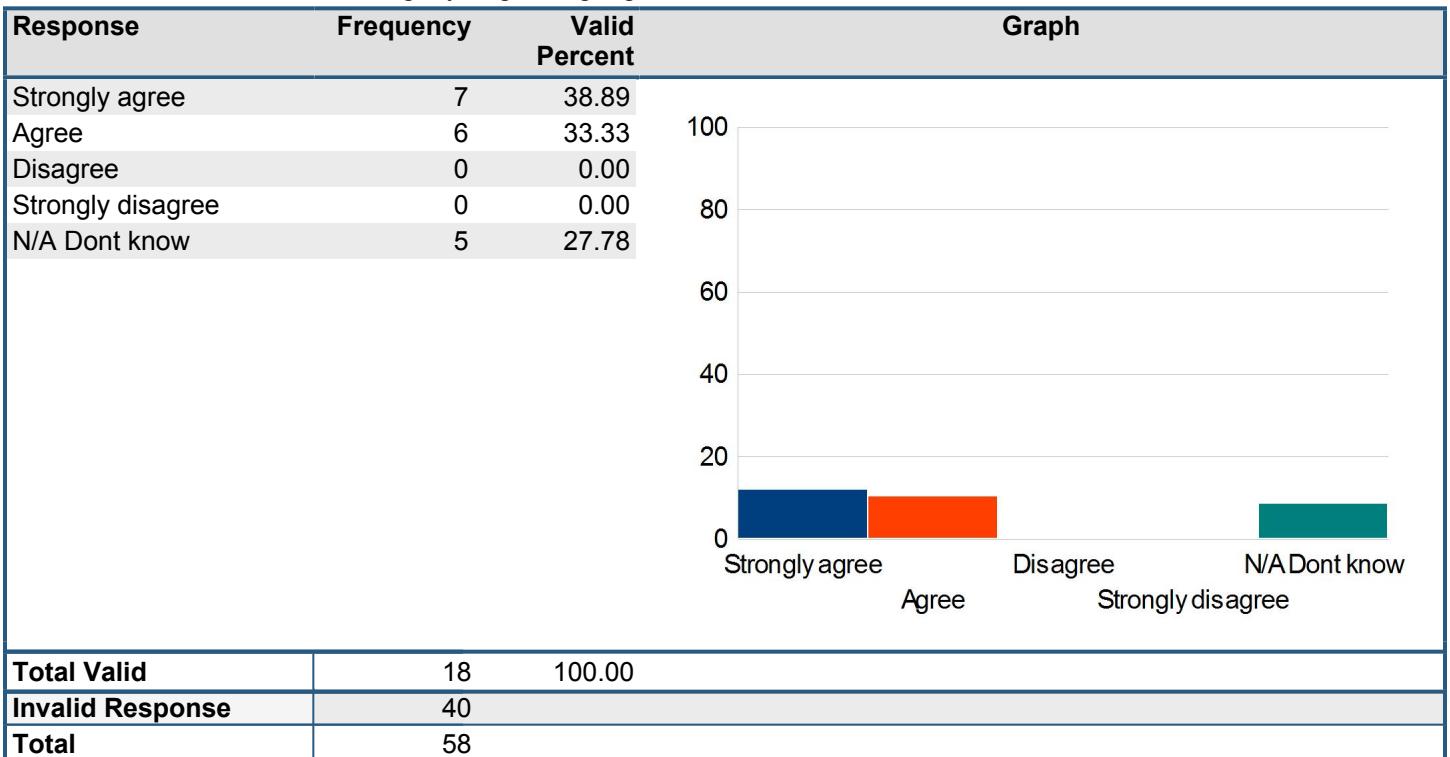 Response Frequency Valid Percent Graph
Strongly agree 7 38.89
Agree 6 33.33
Disagree 0 0.00
Strongly disagree 0 0.00
N/A Dont know 5 27.78
100
80
60
40
20
0
Strongly agree Disagree N/A Dont know
Agree Strongly disagree
Total Valid 18 100.00
Invalid Response 40
Total 58